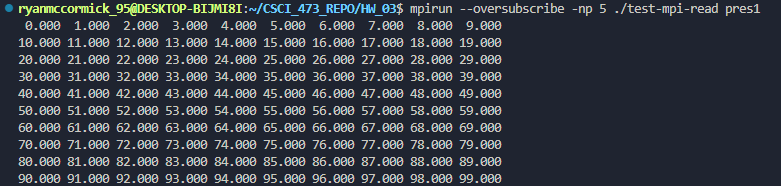 ryanmccormick_95@DESKTOP-BIJMI8I:~/CSCI_473_REPO/HW_03$ mpirun --oversubscribe -np 5 ./test-mpi-read pres1
0.000 1.000 2.000 3.000 4.000 5.000 6.000 7.000 8.000 9.000
10.000 11.000 12.000 13.000 14.000 15.000 16.000 17.000 18.000 19.000
20.000 21.000 22.000 23.000 24.000 25.000 26.000 27.000 28.000 29.000
30.000 31.000 32.000 33.000 34.000 35.000 36.000 37.000 38.000 39.000
40.000 41.000 42.000 43.000 44.000 45.000 46.000 47.000 48.000 49.000
50.000 51.000 52.000 53.000 54.000 55.000 56.000 57.000 58.000 59.000
60.000 61.000 62.000 63.000 64.000 65.000 66.000 67.000 68.000 69.000
70.000 71.000 72.000 73.000 74.000 75.000 76.000 77.000 78.000 79.000
80.000 81.000 82.000 83.000 84.000 85.000 86.000 87.000 88.000 89.000
90.000 91.000 92.000 93.000 94.000 95.000 96.000 97.000 98.000 99.000